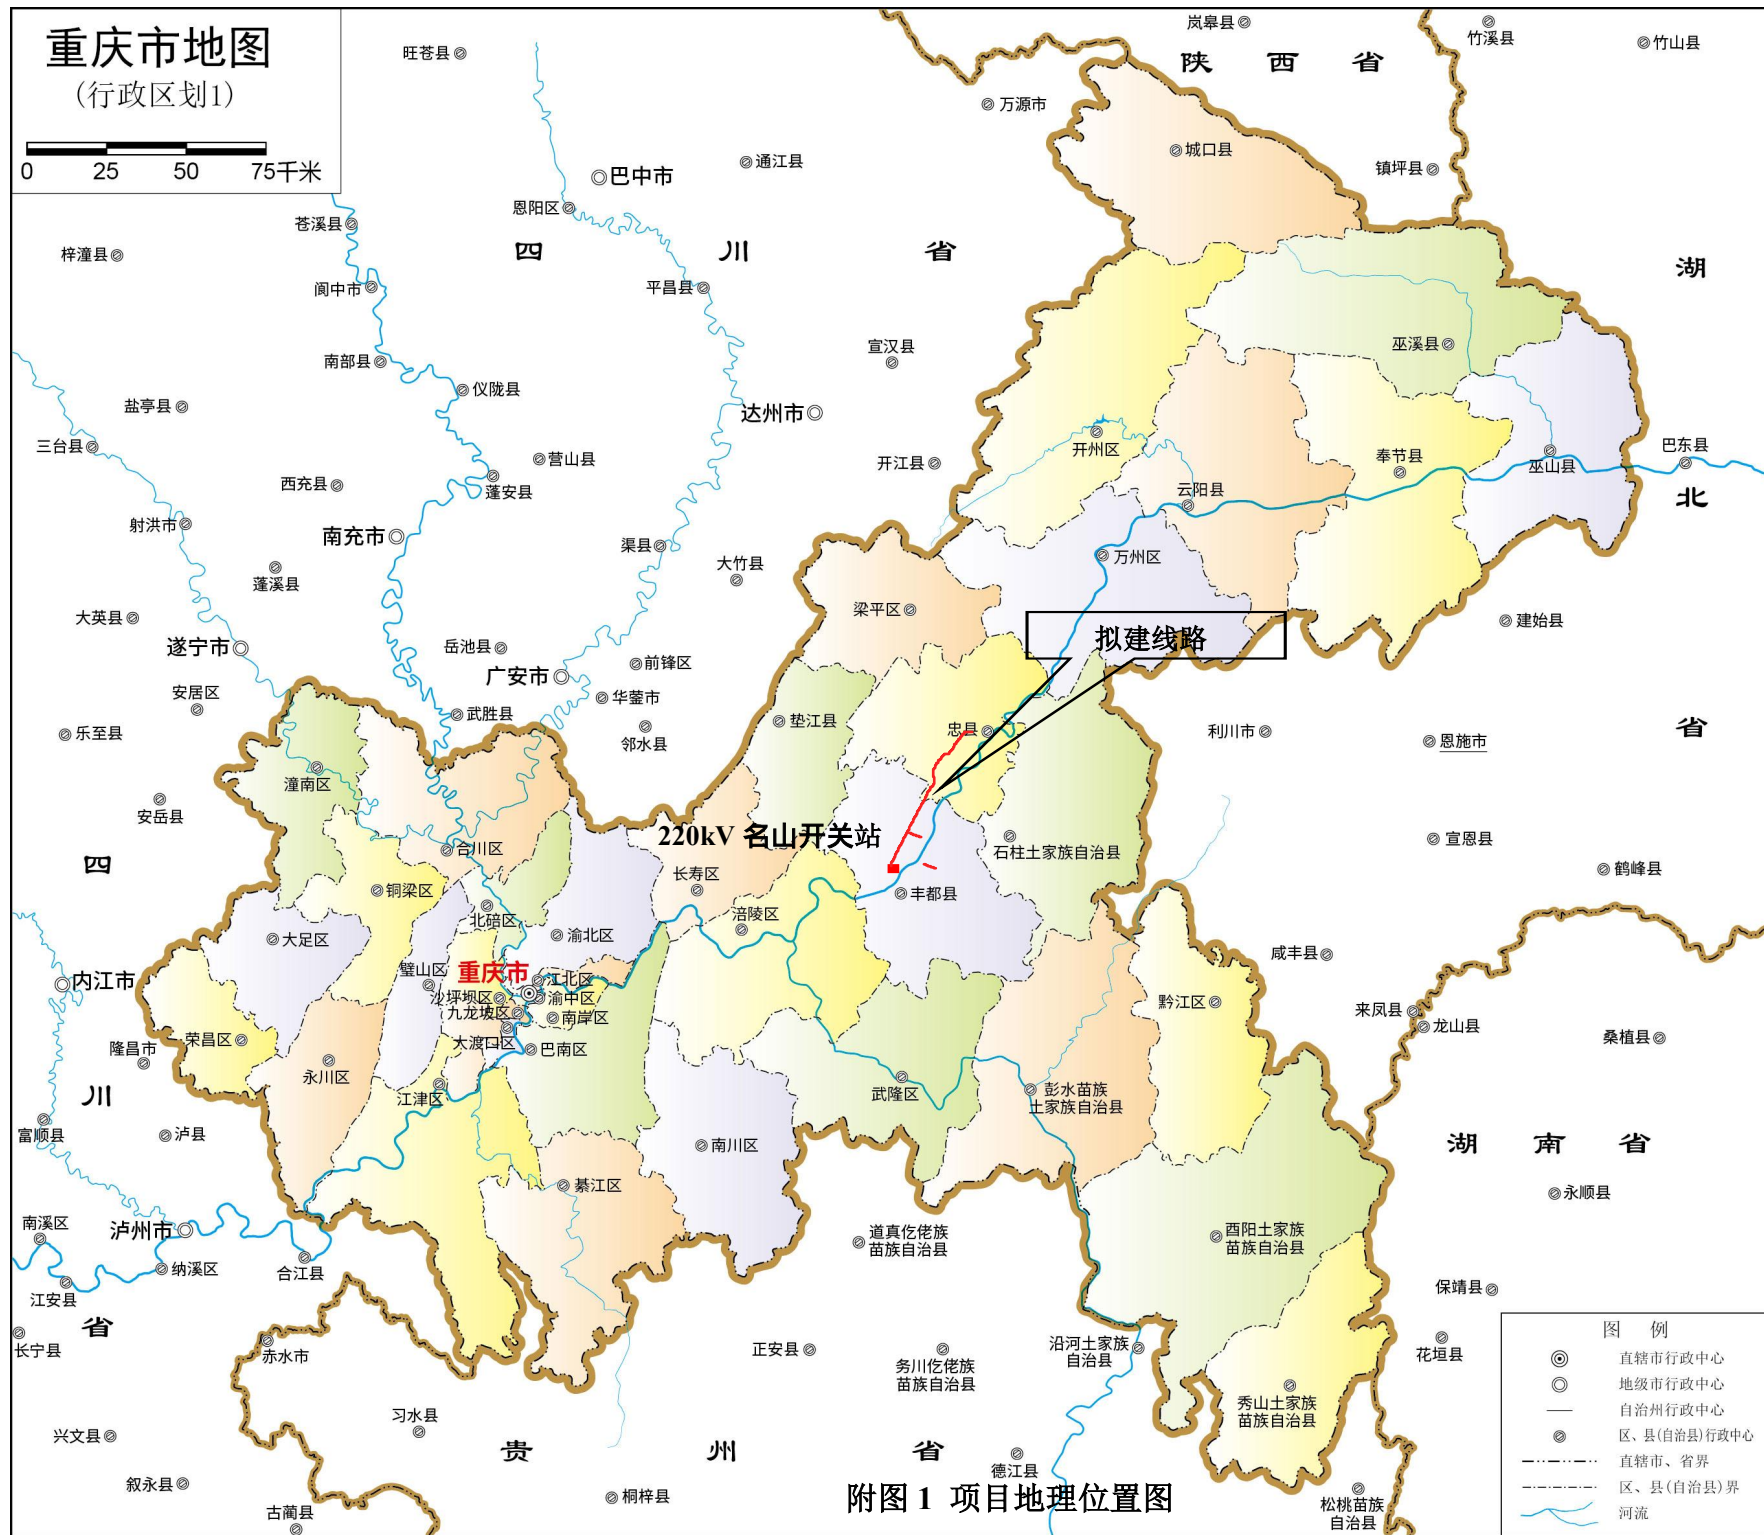 重庆市地图
(行政区划1)
0 25 50 75千米
陕 西 省
四 川 省
湖 北 省
湖 南 省
贵 州 省
四 川 省
岚皋县
竹溪县
竹山县
旺苍县
万源市
城口县
镇坪县
巴中市
通江县
恩阳区
苍溪县
梓潼县
阆中市
平昌县
南部县
宣汉县
巫溪县
仪陇县
达州市
盐亭县
三台县
营山县
开江县
开州区
奉节县
巫山县
巴东县
西充县
蓬安县
云阳县
射洪市
南充市
渠县
大竹县
万州区
蓬溪县
大英县
梁平区
建始县
拟建线路
遂宁市
岳池县
广安市
前锋区
安居区
华蓥市
武胜县
垫江县
忠县
利川市
恩施市
乐至县
邻水县
潼南区
安岳县
220kV 名山开关站
石柱土家族自治县
宣恩县
合川区
鹤峰县
铜梁区
长寿区
丰都县
北碚区
涪陵区
大足区
渝北区
咸丰县
内江市
璧山区
重庆市
江北区
沙坪坝区
渝中区
黔江区
九龙坡区
南岸区
来凤县
龙山县
荣昌区
大渡口区
巴南区
桑植县
隆昌市
永川区
江津区
武隆区
彭水苗族
土家族自治县
富顺县
泸县
南川区
綦江区
永顺县
南溪区
泸州市
道真仡佬族
苗族自治县
酉阳土家族
苗族自治县
纳溪区
合江县
江安县
保靖县
长宁县
赤水市
正安县
务川仡佬族
苗族自治县
沿河土家族
自治县
花垣县
秀山土家族
苗族自治县
习水县
兴文县
德江县
叙永县
桐梓县
古蔺县
松桃苗族
自治县
附图 1 项目地理位置图
图 例
直辖市行政中心
地级市行政中心
自治州行政中心
区、县(自治县)行政中心
直辖市、省界
区、县(自治县)界
河流